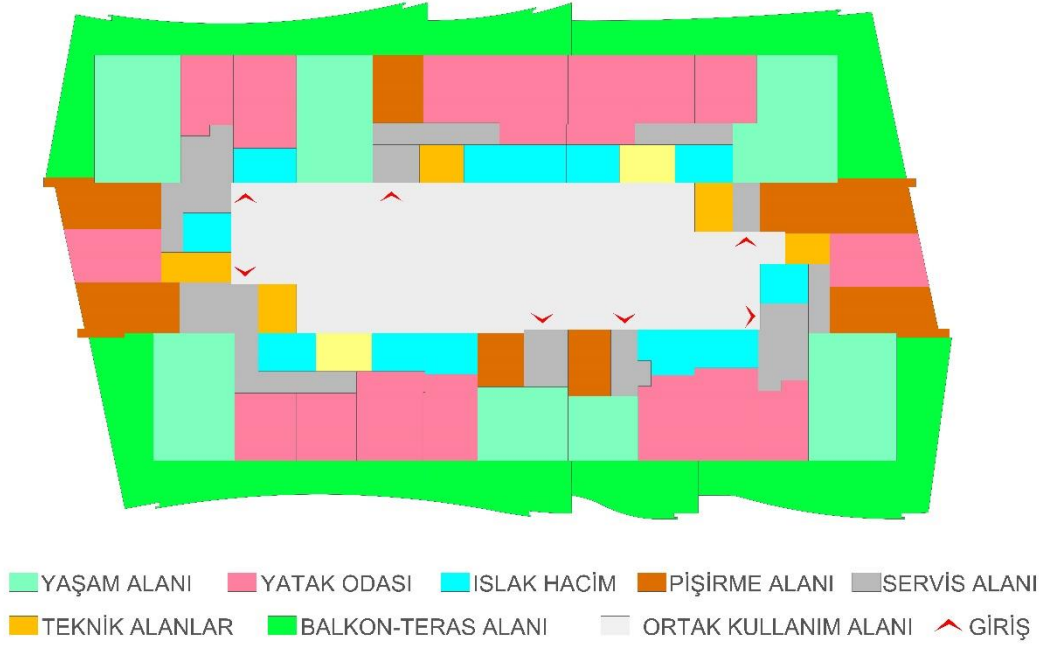 YAŞAM ALANI YATAK ODASI ISLAK HACİM PİŞİRME ALANI SERVİS ALANI
TEKNİK ALANLAR BALKON-TERAS ALANI ORTAK KULLANIM ALANI GİRİŞ